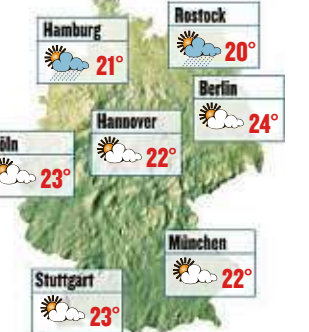 Rostock
20°
Hamburg
21°
Berlin
24°
Hannover
22°
öln
23°
München
22°
Stuttgart
23°